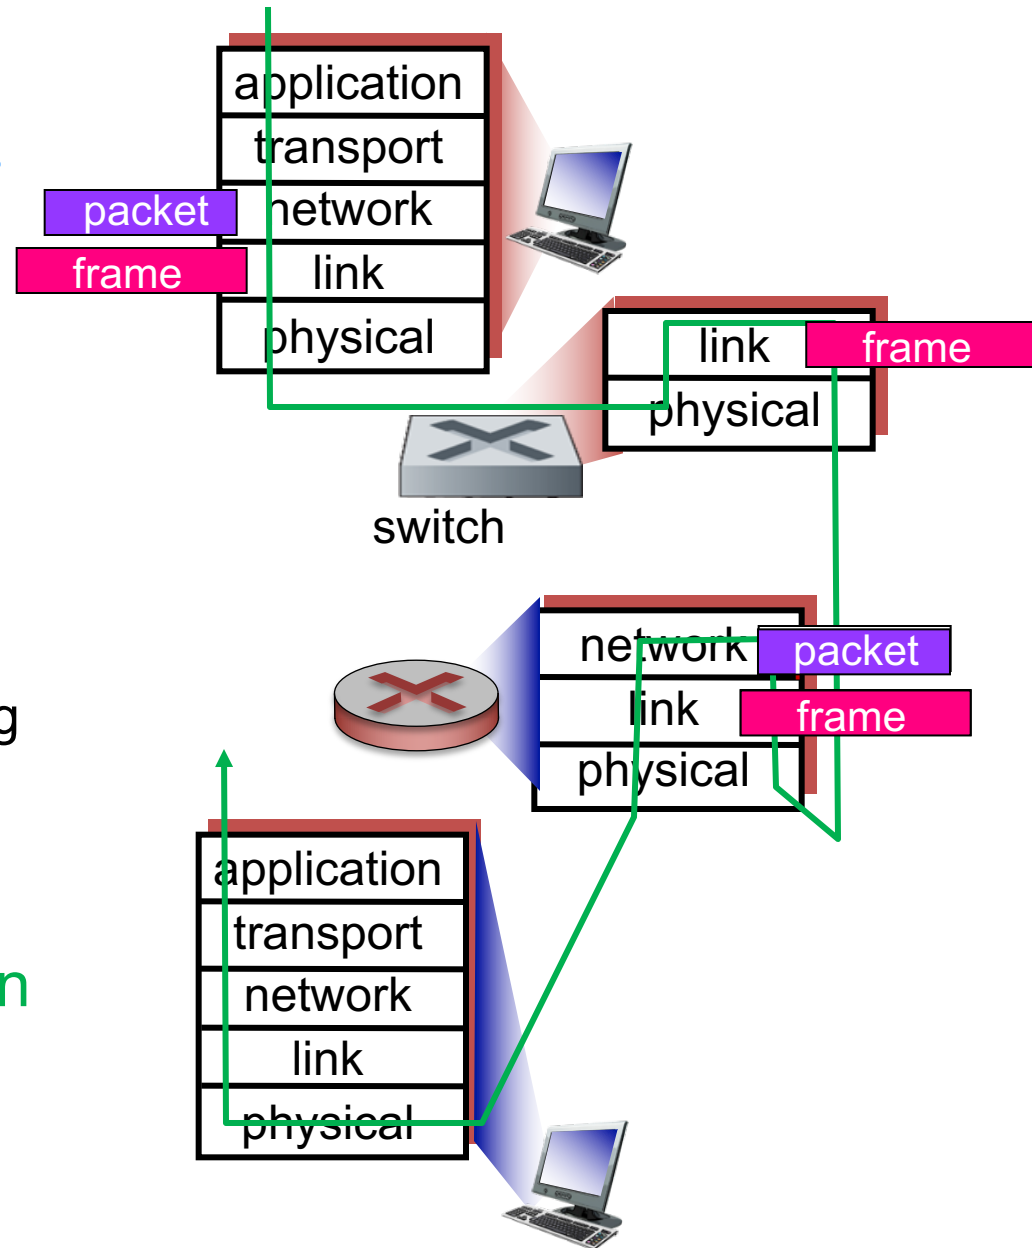 application
transport
packet network
frame link
physical
link frame
physical
switch
network packet
link frame
physical
g
application
transport
network
n
link
physical